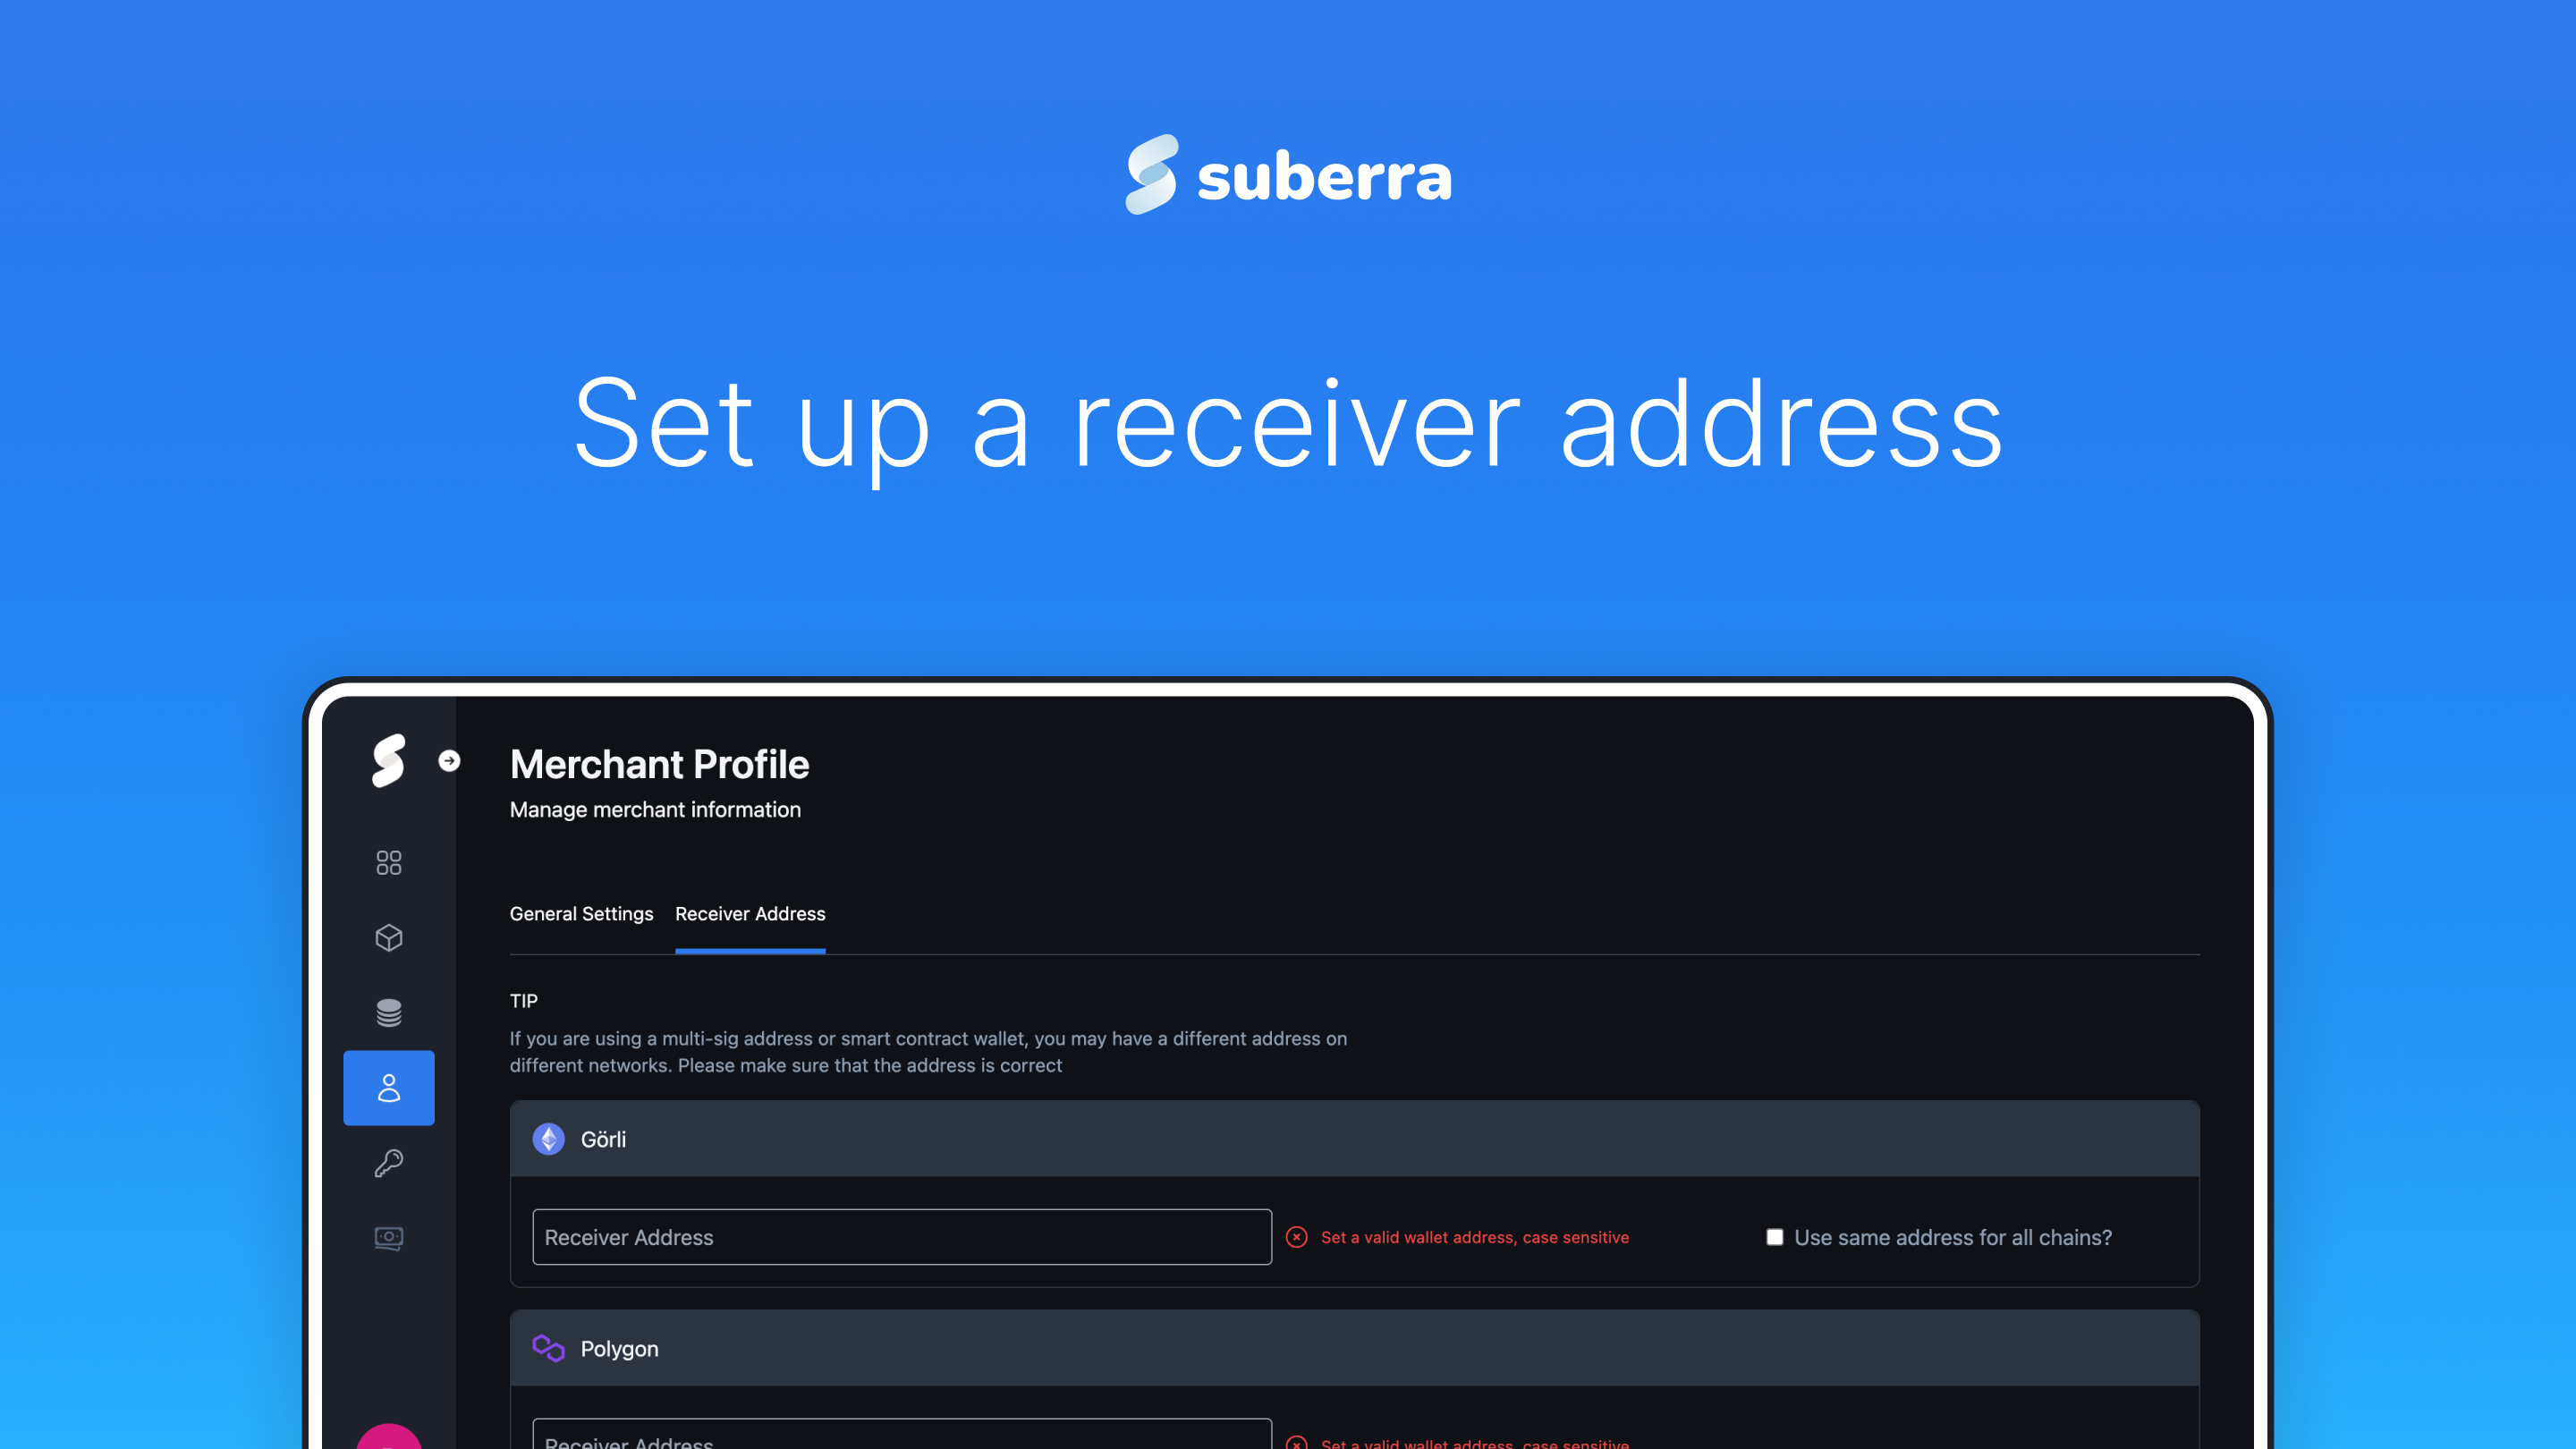 suberra
Set up a receiver address
Merchant Profile
Manage merchant information
General Settings Receiver Address
TIP
If you are using a multi-sig address or smart contract wallet, you may have a different address on
different networks. Please make sure that the address is correct
Görli
Receiver Address Set a valid wallet address, case sensitive Use same address for all chains?
Polygon
Receiver Address Set a valid wallet address, case sensitive